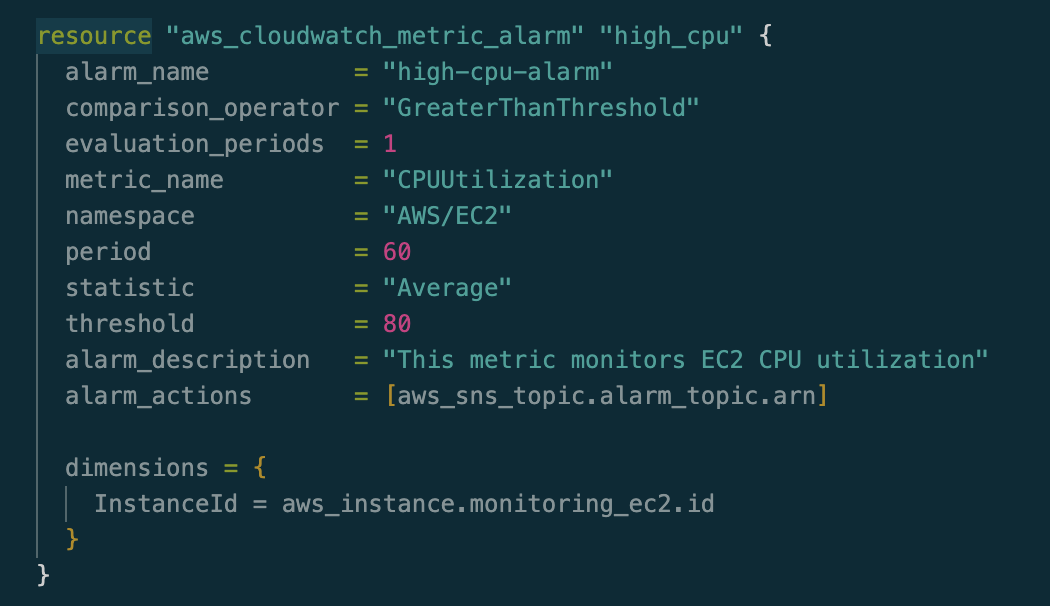 resource "aws_cloudwatch_metric_alarm" "high_cpu" {
  alarm_name          = "high-cpu-alarm"
  comparison_operator = "GreaterThanThreshold"
  evaluation_periods  = 1
  metric_name         = "CPUUtilization"
  namespace           = "AWS/EC2"
  period              = 60
  statistic           = "Average"
  threshold           = 80
  alarm_description   = "This metric monitors EC2 CPU utilization"
  alarm_actions       = [aws_sns_topic.alarm_topic.arn]

  dimensions = {
    InstanceId = aws_instance.monitoring_ec2.id
  }
}